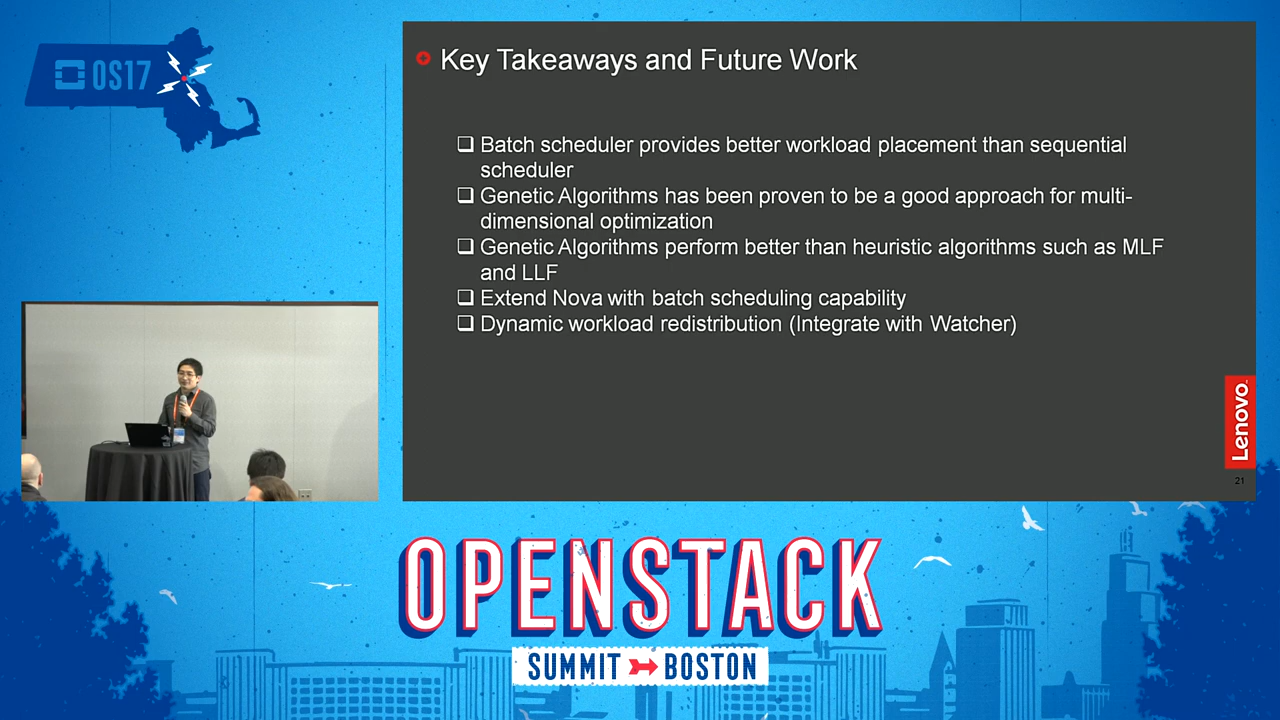 OS17
Key Takeaways and Future Work
❑ Batch scheduler provides better workload placement than sequential
scheduler
❑ Genetic Algorithms has been proven to be a good approach for multi-
dimensional optimization
❑ Genetic Algorithms perform better than heuristic algorithms such as MLF
and LLF
❑ Extend Nova with batch scheduling capability
❑ Dynamic workload redistribution (Integrate with Watcher)
Lenovo
21
OPENSTACK
SUMMIT BOSTON